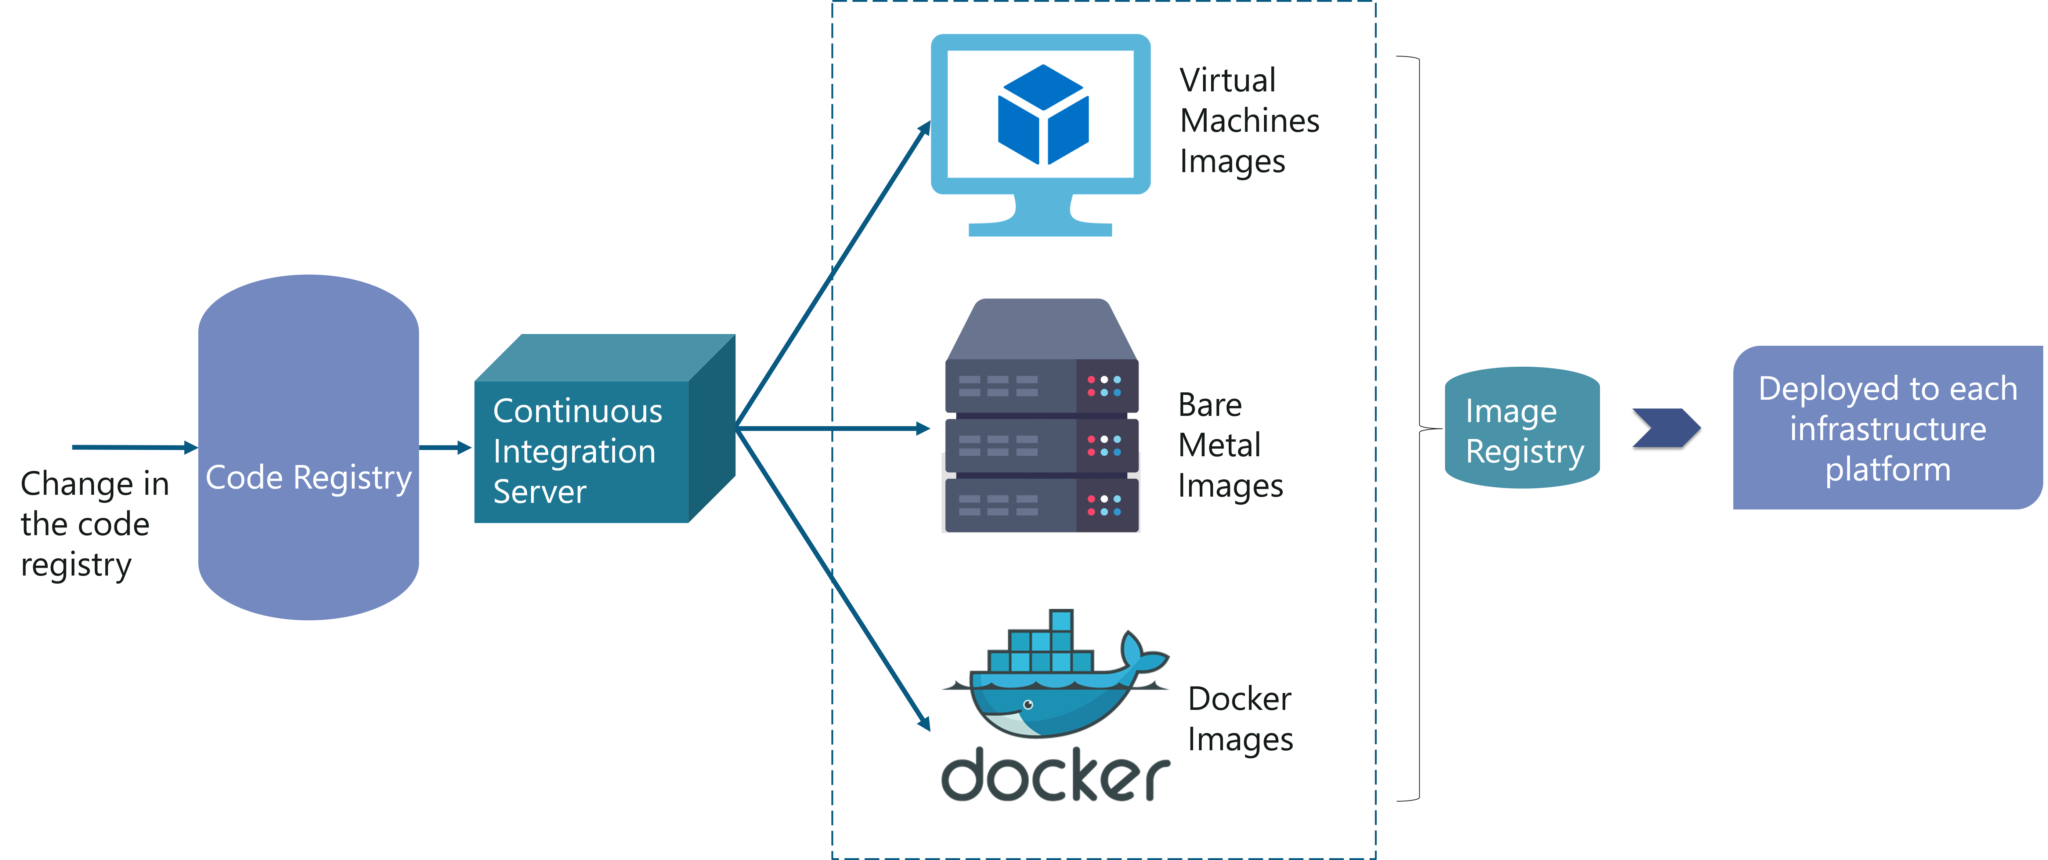 Change in
the code
registry
Code Registry
Continuous
Integration
Server
Virtual
Machines
Images
Bare
Metal
Images
docker
Docker
Images
Image
Registry
Deployed to each
infrastructure
platform